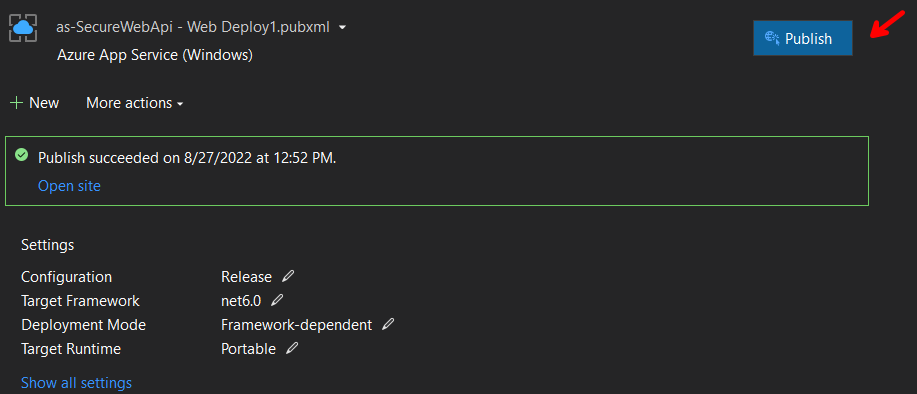 as-SecureWebApi - Web Deploy1.pubxml
Publish
Azure App Service (Windows)
New
More actions
Publish succeeded on 8/27/2022 at 12:52 PM.
Open site
Settings
Configuration Release
Target Framework net6.0
Deployment Mode Framework-dependent
Target Runtime Portable
Show all settings